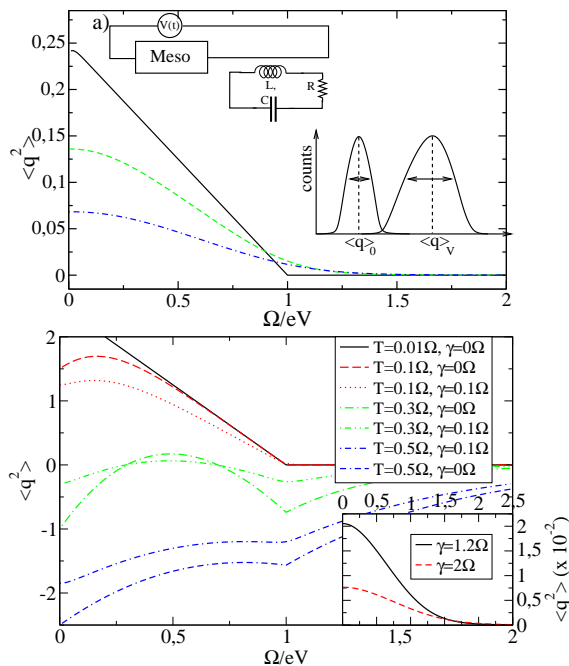 a)
V(t)
Meso
L,
R
C
0,25
0,2
0,15
0,1
0,05
0
<q²>
counts
<q>₀
<q>V
0 0,5 1 1,5 2
Ω/eV
T=0.01Ω, γ=0Ω
T=0.1Ω, γ=0Ω
T=0.1Ω, γ=0.1Ω
T=0.3Ω, γ=0Ω
T=0.3Ω, γ=0.1Ω
T=0.5Ω, γ=0.1Ω
T=0.5Ω, γ=0Ω
2
1
0
-1
-2
<q²>
0 0,5 1 1,5 2 2,5
γ=1.2Ω
γ=2Ω
2
1,5
1
0,5
0
<q²> (x 10⁻²)
0 0,5 1 1,5 2
Ω/eV